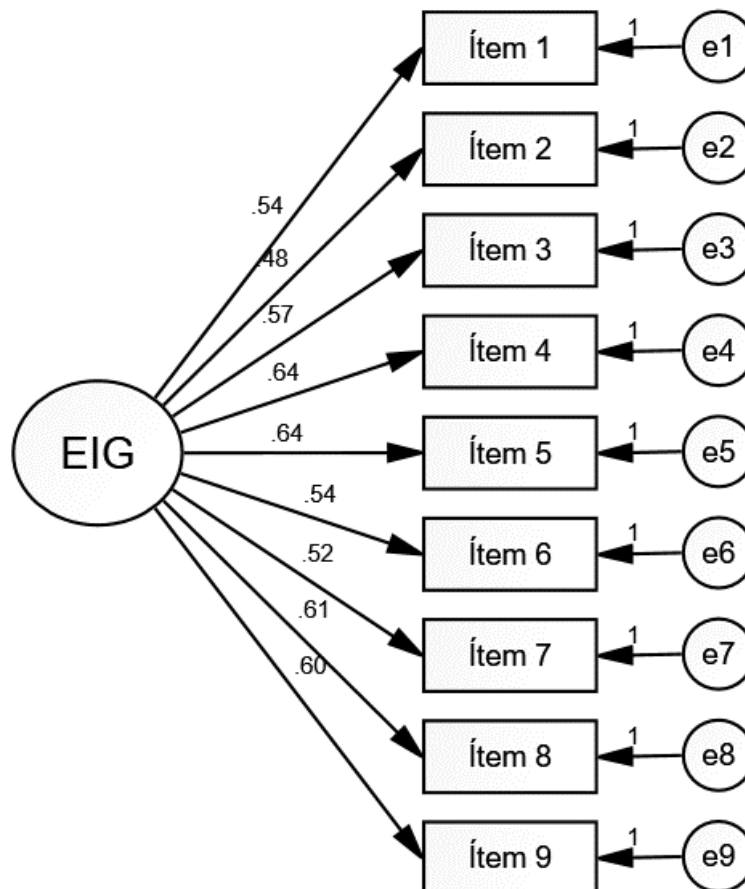 1
Ítem 1
e1
1
Ítem 2
e2
.54
1
Ítem 3
e3
.48
.57
1
Ítem 4
e4
.64
EIG
.64
1
Ítem 5
e5
.54
1
Ítem 6
e6
.52
.61
1
Ítem 7
e7
.60
1
Ítem 8
e8
1
Ítem 9
e9